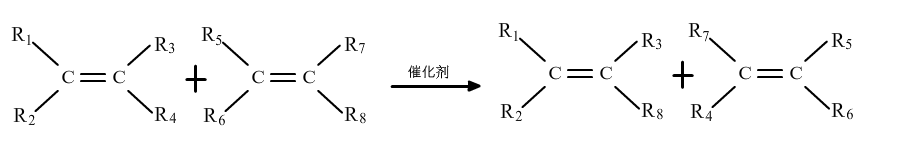 R₁ R₃ R₅ R₇ R₁ R₃ R₇ R₅
C=C + C=C 催化剂 C=C + C=C
R₂ R₄ R₆ R₈ R₂ R₈ R₄ R₆